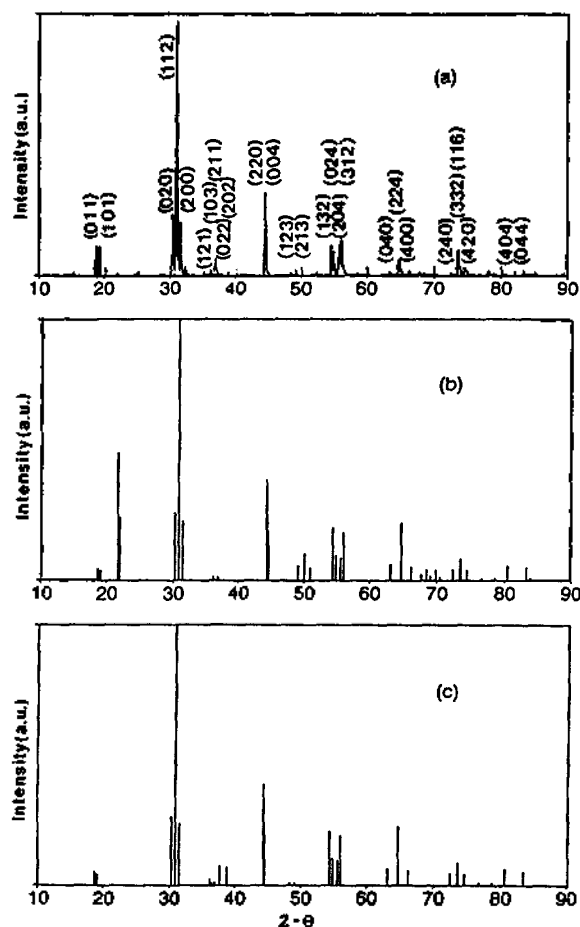 (112)
(a)
(211)
(220) (024) (116)
(103) (004) (312) (332)
(020) (200) (202) (132) (224)
(011) (022) (123) (204) (040) (240) (404)
(101) (121) (213) (400) (420) (044)
Intensity (a.u.)
10 20 30 40 50 60 70 80 90
(b)
Intensity (a.u.)
10 20 30 40 50 60 70 80 90
(c)
Intensity (a.u.)
10 20 30 40 50 60 70 80 90
2-θ